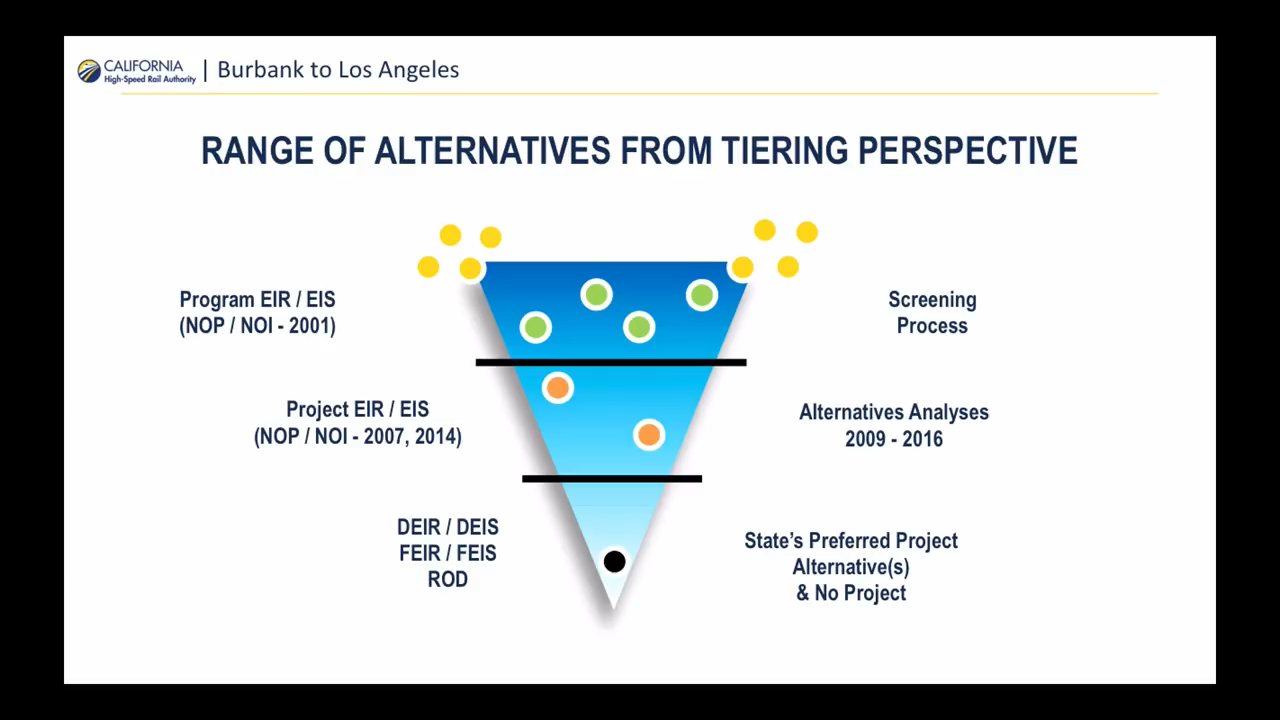 CALIFORNIA
High-Speed Rail Authority
| Burbank to Los Angeles
RANGE OF ALTERNATIVES FROM TIERING PERSPECTIVE
Program EIR / EIS
(NOP / NOI - 2001)
Screening
Process
Project EIR / EIS
(NOP / NOI - 2007, 2014)
Alternatives Analyses
2009 - 2016
DEIR / DEIS
FEIR / FEIS
ROD
State’s Preferred Project
Alternative(s)
& No Project